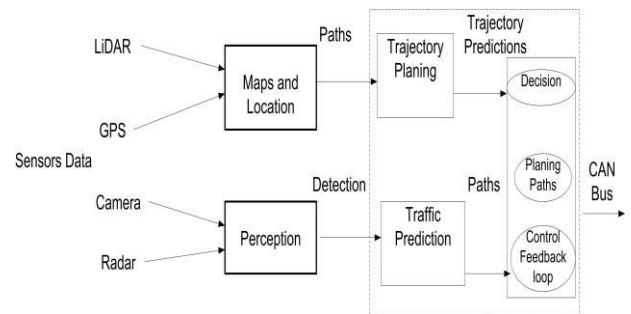 LiDAR
GPS
Sensors Data
Camera
Radar
Maps and
Location
Perception
Paths
Detection
Trajectory
Planing
Traffic
Prediction
Trajectory
Predictions
Paths
Decision
Planing
Paths
Control
Feedback
loop
CAN
Bus